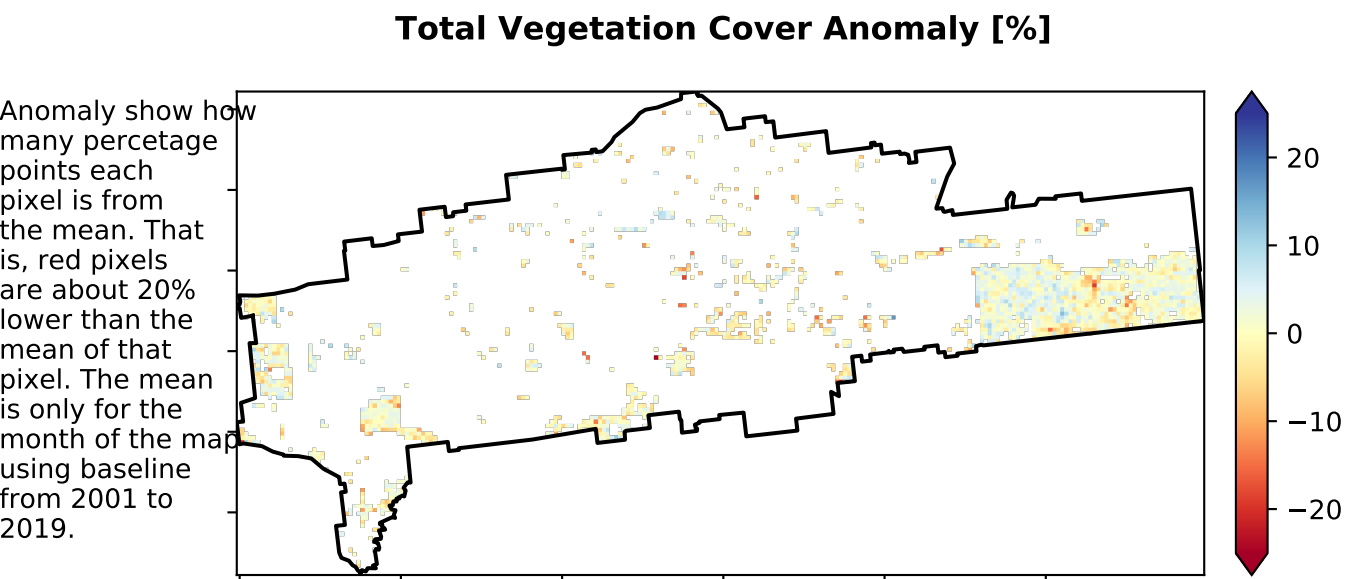 Total Vegetation Cover Anomaly [%]
Anomaly show how
many percetage
points each
pixel is from
the mean. That
is, red pixels
are about 20%
lower than the
mean of that
pixel. The mean
is only for the
month of the map
using baseline
from 2001 to
2019.
20
10
0
−10
−20